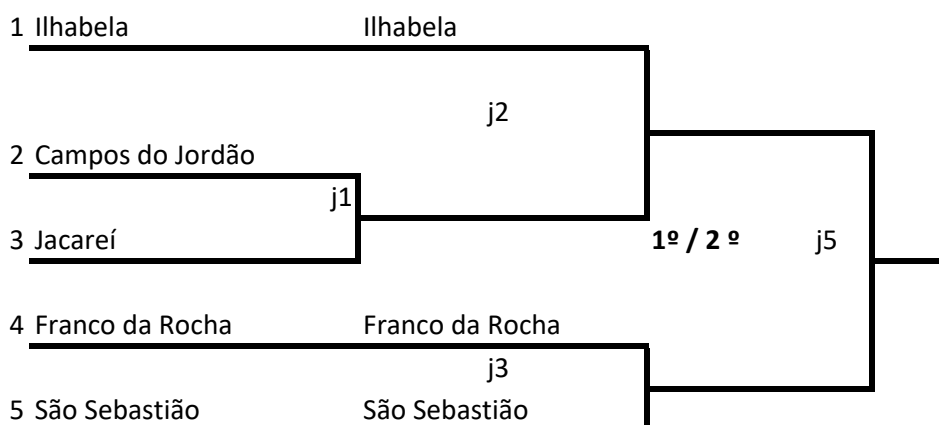 1 Ilhabela Ilhabela
j2
2 Campos do Jordão
j1
3 Jacareí 1º / 2 º j5
4 Franco da Rocha Franco da Rocha
j3
5 São Sebastião São Sebastião